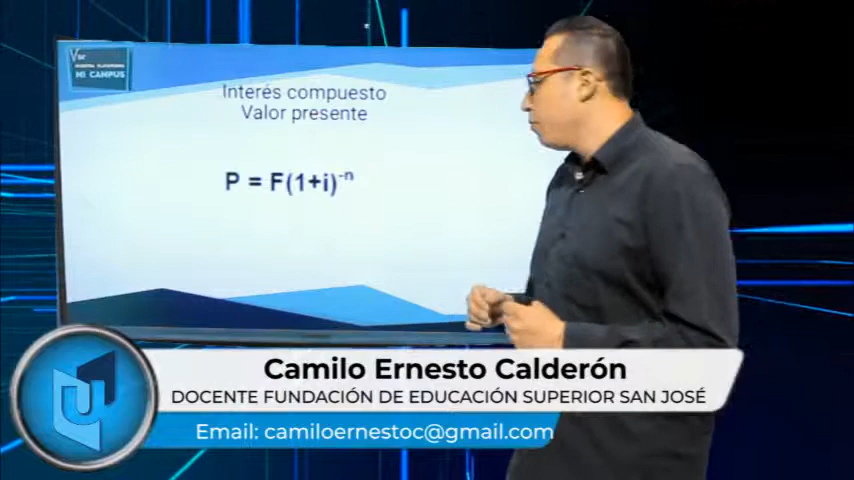 MI CAMPUS
Interés compuesto
Valor presente
P = F(1+i)⁻ⁿ
Camilo Ernesto Calderón
DOCENTE FUNDACIÓN DE EDUCACIÓN SUPERIOR SAN JOSÉ
Email: camiloernestoc@gmail.com